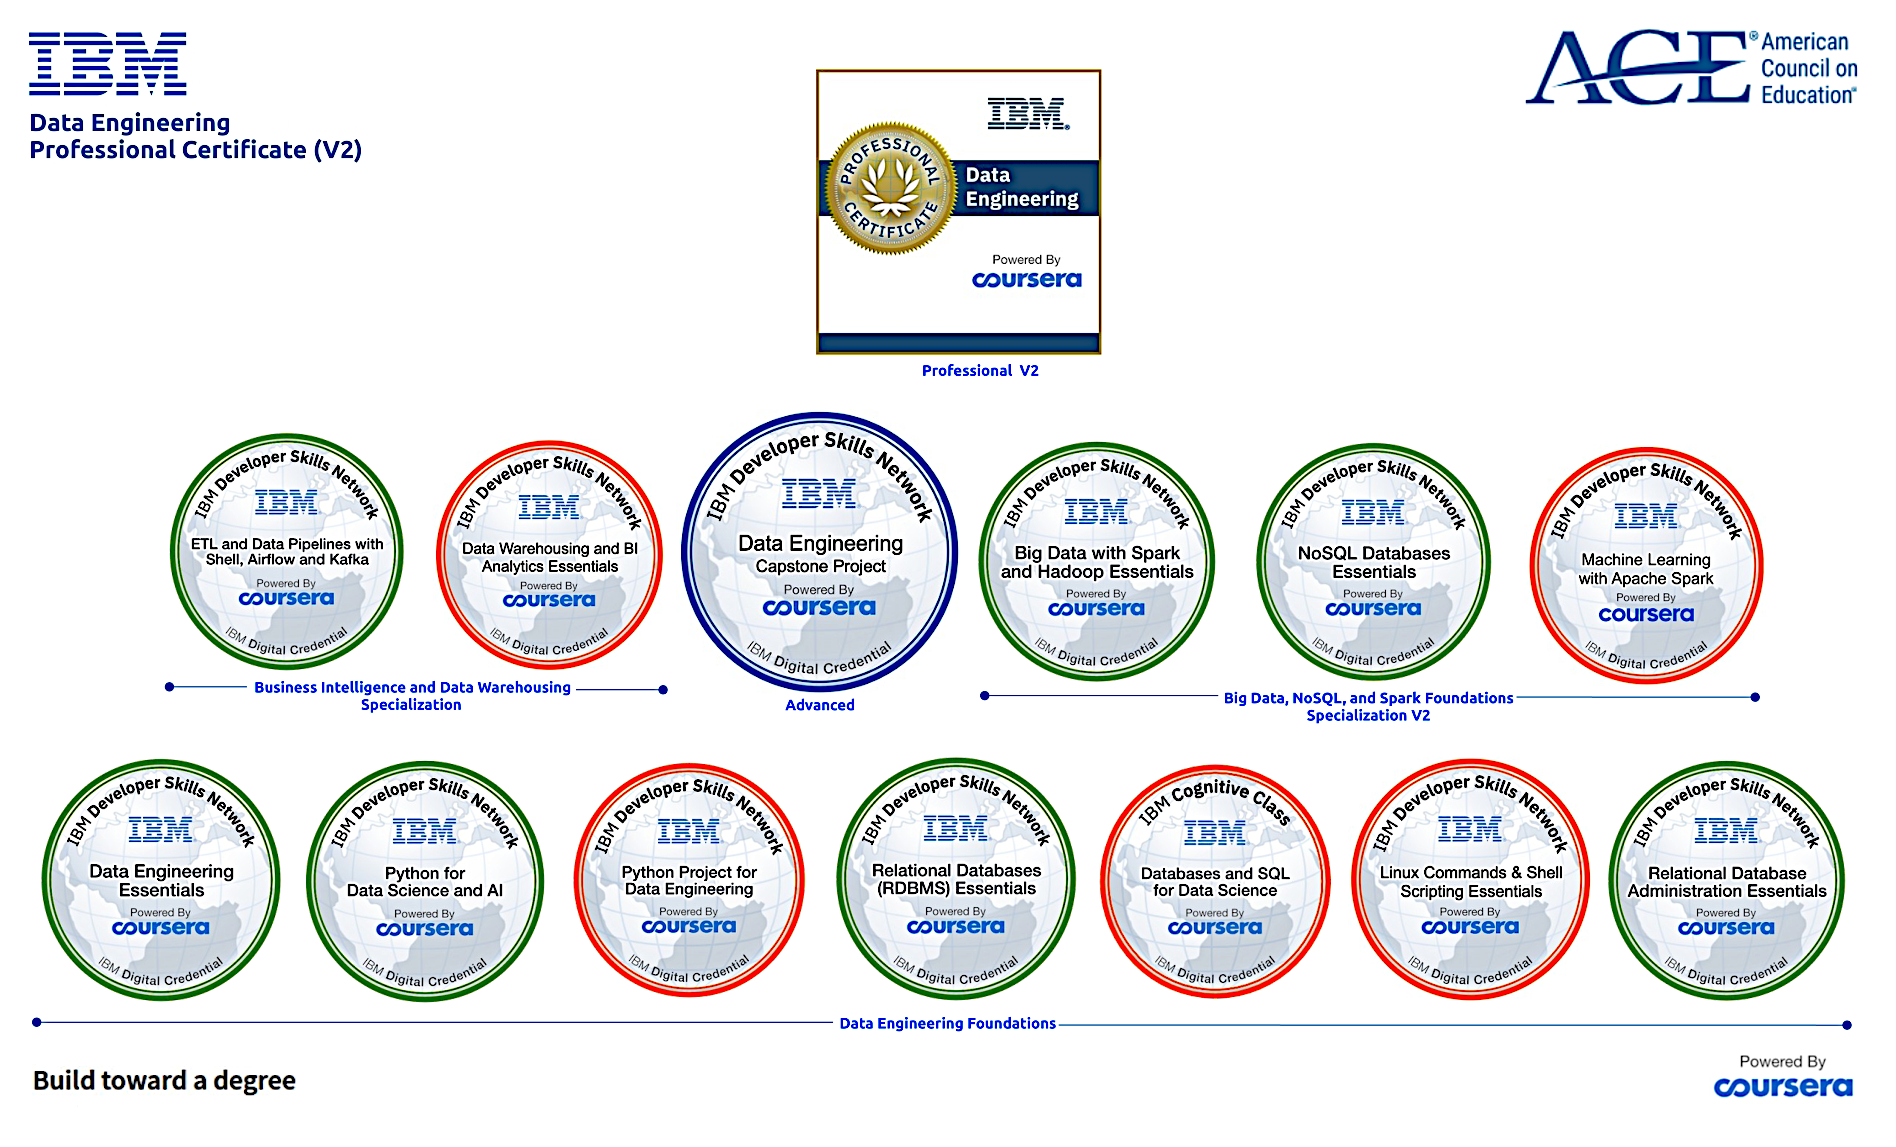 IBM
Data Engineering
Professional Certificate (V2)
ACE® American
Council on
Education®
IBM®
PROFESSIONAL
CERTIFICATE
Data
Engineering
Powered By
coursera
Professional V2
IBM Developer Skills Network
IBM
ETL and Data Pipelines with
Shell, Airflow and Kafka
Powered By
coursera
IBM Digital Credential
IBM Developer Skills Network
IBM
Data Warehousing and BI
Analytics Essentials
Powered By
coursera
IBM Digital Credential
Business Intelligence and Data Warehousing
Specialization
IBM Developer Skills Network
IBM
Data Engineering
Capstone Project
Powered By
coursera
IBM Digital Credential
Advanced
IBM Developer Skills Network
IBM
Big Data with Spark
and Hadoop Essentials
Powered By
coursera
IBM Digital Credential
IBM Developer Skills Network
IBM
NoSQL Databases
Essentials
Powered By
coursera
IBM Digital Credential
IBM Developer Skills Network
IBM
Machine Learning
with Apache Spark
Powered By
coursera
IBM Digital Credential
Big Data, NoSQL, and Spark Foundations
Specialization V2
IBM Developer Skills Network
IBM
Data Engineering
Essentials
Powered By
coursera
IBM Digital Credential
IBM Developer Skills Network
IBM
Python for
Data Science and AI
Powered By
coursera
IBM Digital Credential
IBM Developer Skills Network
IBM
Python Project for
Data Engineering
Powered By
coursera
IBM Digital Credential
IBM Developer Skills Network
IBM
Relational Databases
(RDBMS) Essentials
Powered By
coursera
IBM Digital Credential
IBM Cognitive Class
IBM
Databases and SQL
for Data Science
Powered By
coursera
IBM Digital Credential
IBM Developer Skills Network
IBM
Linux Commands & Shell
Scripting Essentials
Powered By
coursera
IBM Digital Credential
IBM Developer Skills Network
IBM
Relational Database
Administration Essentials
Powered By
coursera
IBM Digital Credential
Data Engineering Foundations
Build toward a degree
Powered By
coursera